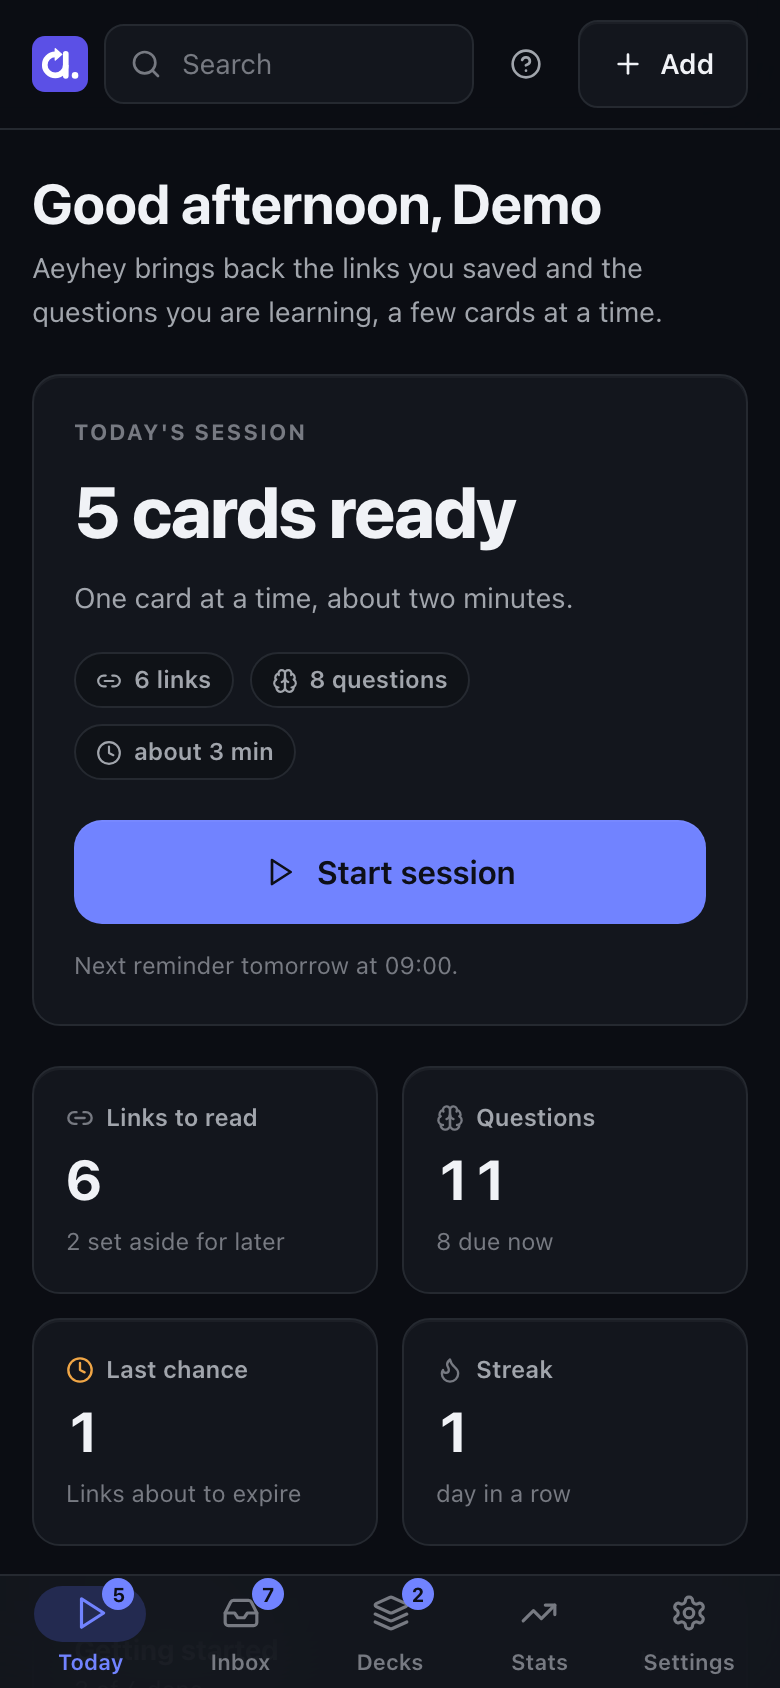 a.
Search
Add
Good afternoon, Demo
Aeyhey brings back the links you saved and the
questions you are learning, a few cards at a time.
TODAY'S SESSION
5 cards ready
One card at a time, about two minutes.
6 links
8 questions
about 3 min
Start session
Next reminder tomorrow at 09:00.
Links to read
6
2 set aside for later
Questions
11
8 due now
Last chance
1
Links about to expire
Streak
1
day in a row
5
7
2
Getting started
Today
Inbox
Decks
Stats
Settings